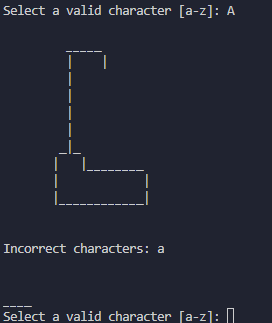 Select a valid character [a-z]: A
Incorrect characters: a
____
Select a valid character [a-z]: